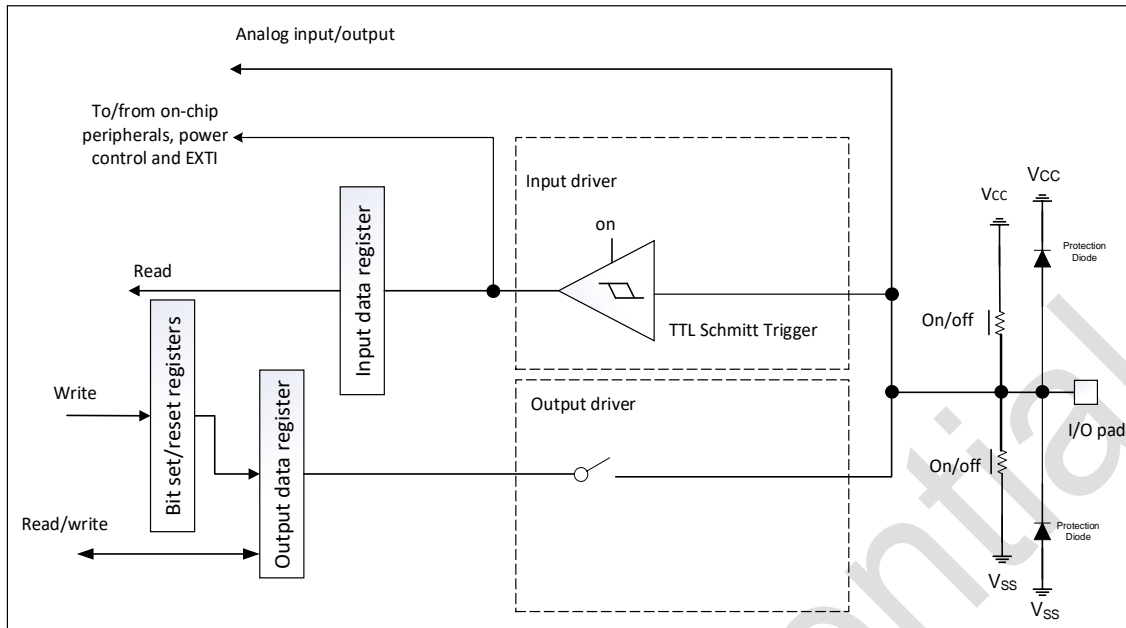 Analog input/output
To/from on-chip
peripherals, power
control and EXTI
Input driver
on
TTL Schmitt Trigger
Read
Input data register
Bit set/reset registers
Write
Output data register
Read/write
Output driver
VCC
VCC
Protection
Diode
On/off
I/O pad
On/off
Protection
Diode
VSS
VSS
ential